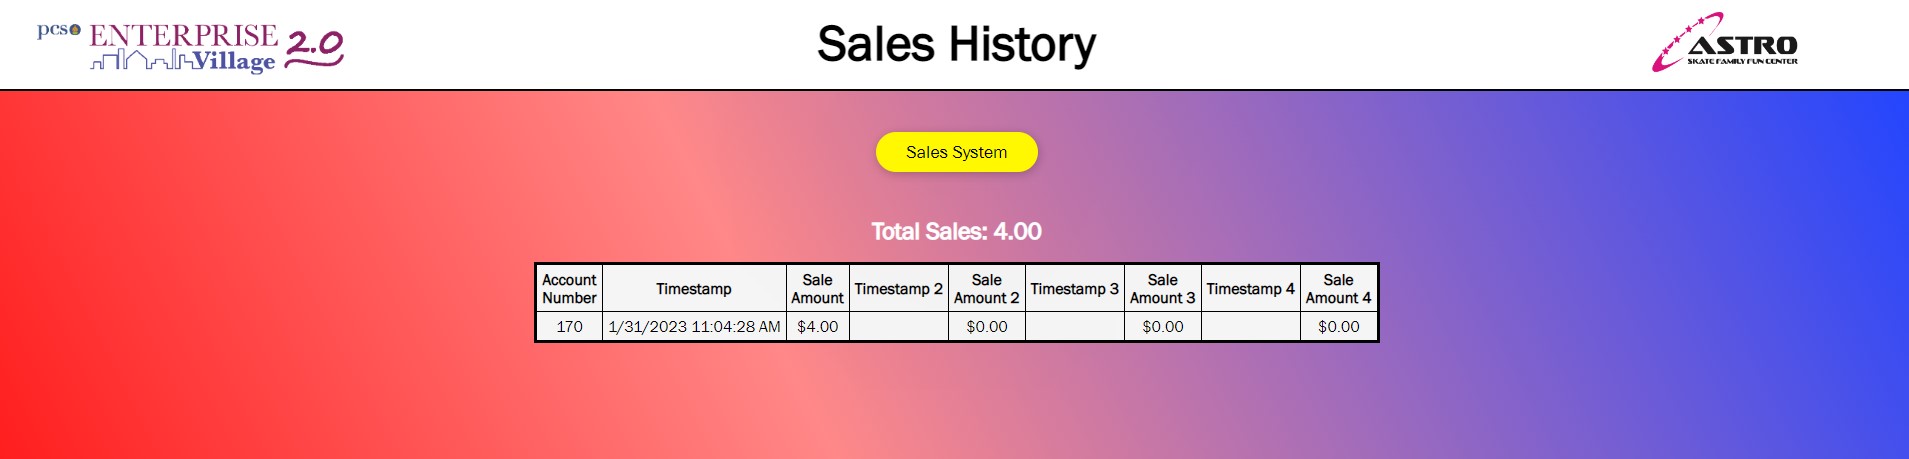 pcs ENTERPRISE 2.0
Village
Sales History
ASTRO
SKATE FAMILY FUN CENTER
Sales System
Total Sales: 4.00
Account Number Timestamp Sale Amount Timestamp 2 Sale Amount 2 Timestamp 3 Sale Amount 3 Timestamp 4 Sale Amount 4
170 1/31/2023 11:04:28 AM $4.00 $0.00 $0.00 $0.00